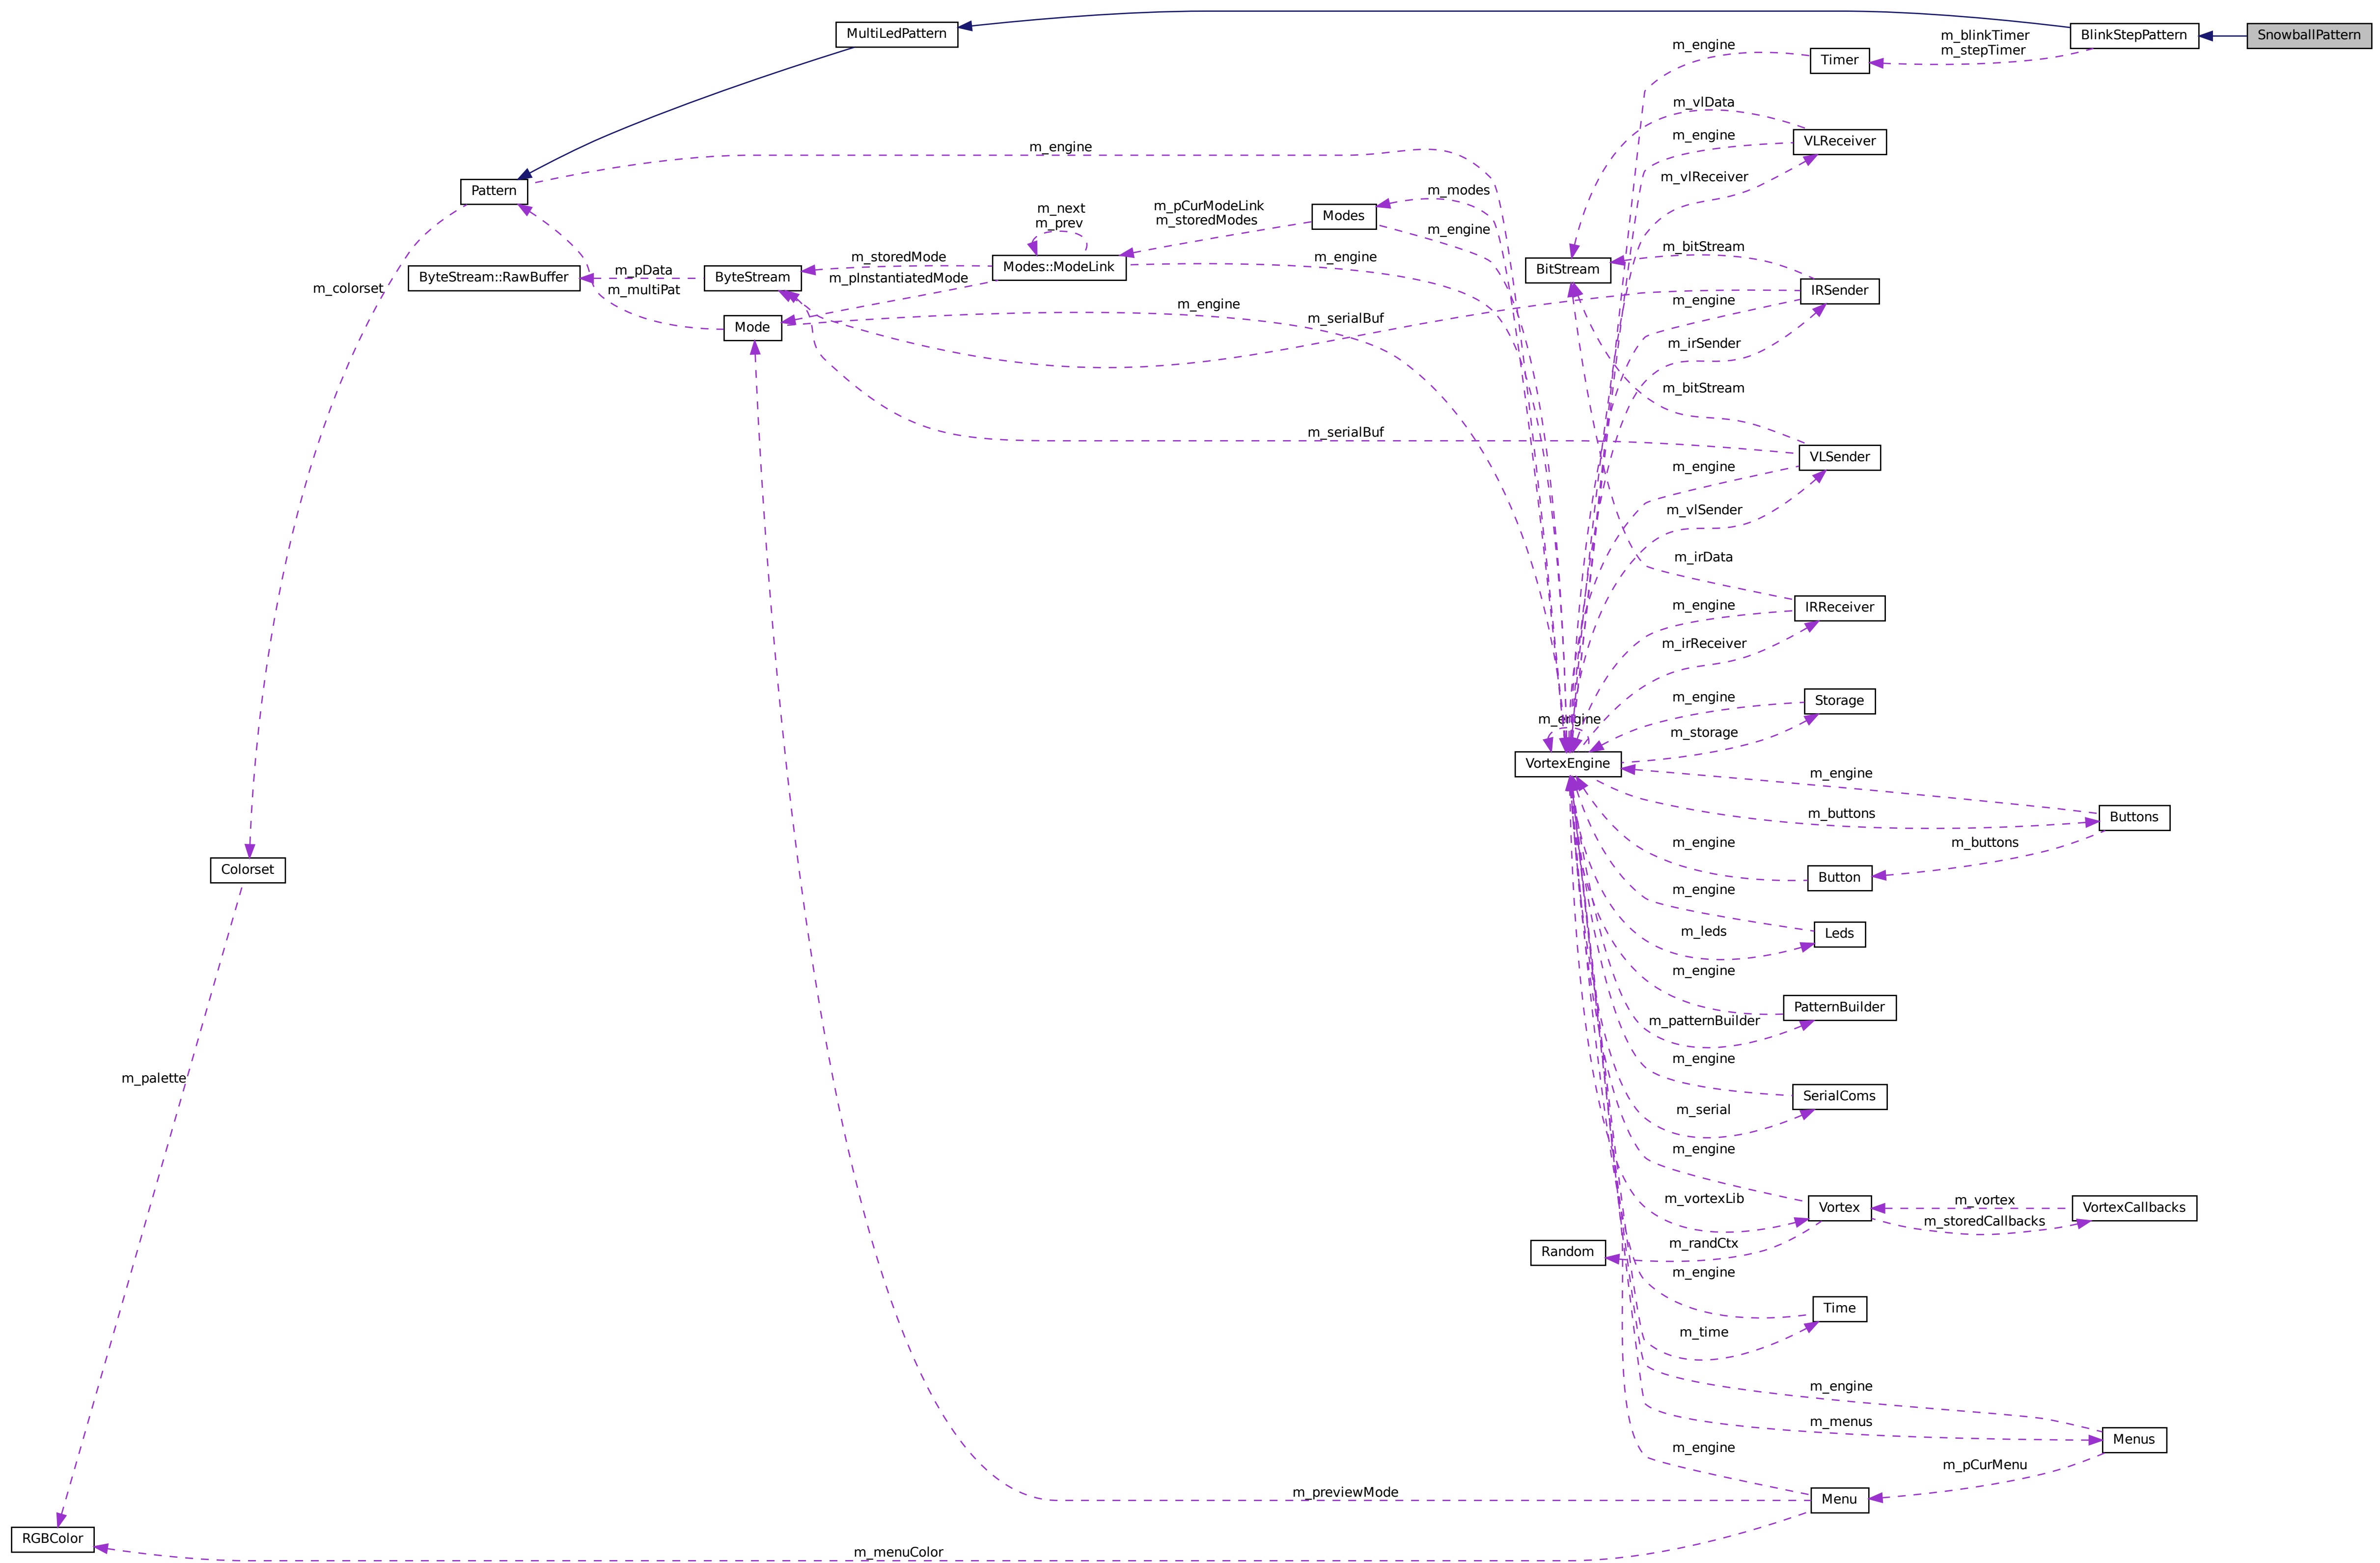 MultiLedPattern
BlinkStepPattern
SnowballPattern
m_blinkTimer
m_stepTimer
m_engine
Timer
m_vlData
m_engine
VLReceiver
m_engine
m_vlReceiver
Pattern
m_modes
m_next
m_prev
m_pCurModeLink
m_storedModes
Modes
m_engine
m_bitStream
m_storedMode
m_engine
Modes::ModeLink
BitStream
ByteStream::RawBuffer
m_pData
ByteStream
m_pInstantiatedMode
m_colorset
m_multiPat
IRSender
m_engine
m_engine
m_serialBuf
Mode
m_irSender
m_bitStream
m_serialBuf
VLSender
m_engine
m_vlSender
m_irData
m_engine
IRReceiver
m_irReceiver
m_engine
Storage
m_engine
m_storage
VortexEngine
m_engine
m_buttons
Buttons
m_engine
m_buttons
Colorset
Button
m_engine
m_leds
Leds
m_engine
PatternBuilder
m_patternBuilder
m_engine
m_palette
SerialComs
m_serial
m_engine
m_vortexLib
Vortex
m_vortex
VortexCallbacks
m_storedCallbacks
Random
m_randCtx
m_engine
Time
m_time
m_engine
m_menus
Menus
m_engine
m_pCurMenu
m_previewMode
Menu
RGBColor
m_menuColor